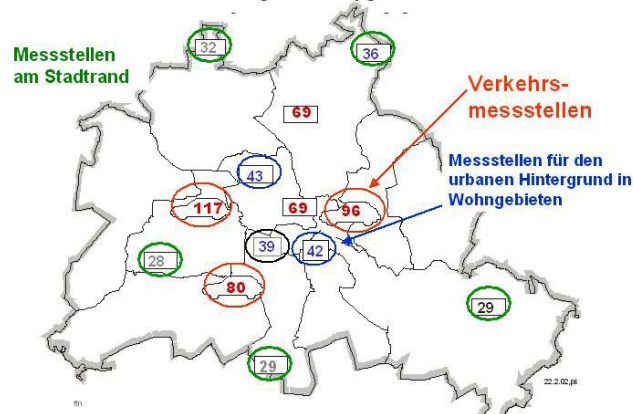 32
36
Messstellen
am Stadtrand
Verkehrs-
messstellen
69
Messstellen für den
urbanen Hintergrund in
Wohngebieten
43
117
69
96
39
42
28
80
29
29
22.2.02,ps